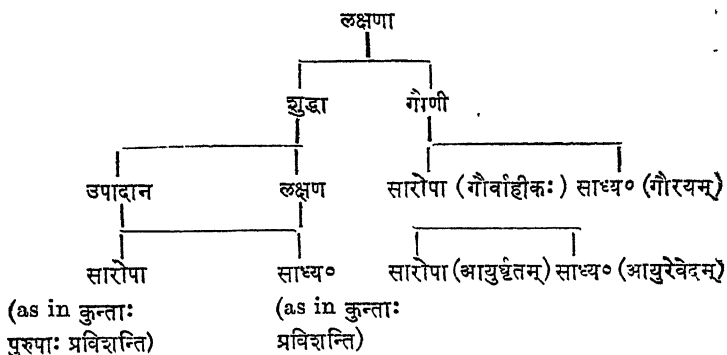 लक्षणा
शुद्धा गौणी
उपादान लक्षण सारोपा (गौर्वाहीकः) साध्य० (गौरयम्)
सारोपा साध्य० सारोपा (आयुर्घृतम्) साध्य० (आयुरेवेदम्)
(as in कुन्ताः (as in कुन्ताः
पुरुषाः प्रविशन्ति) प्रविशन्ति)